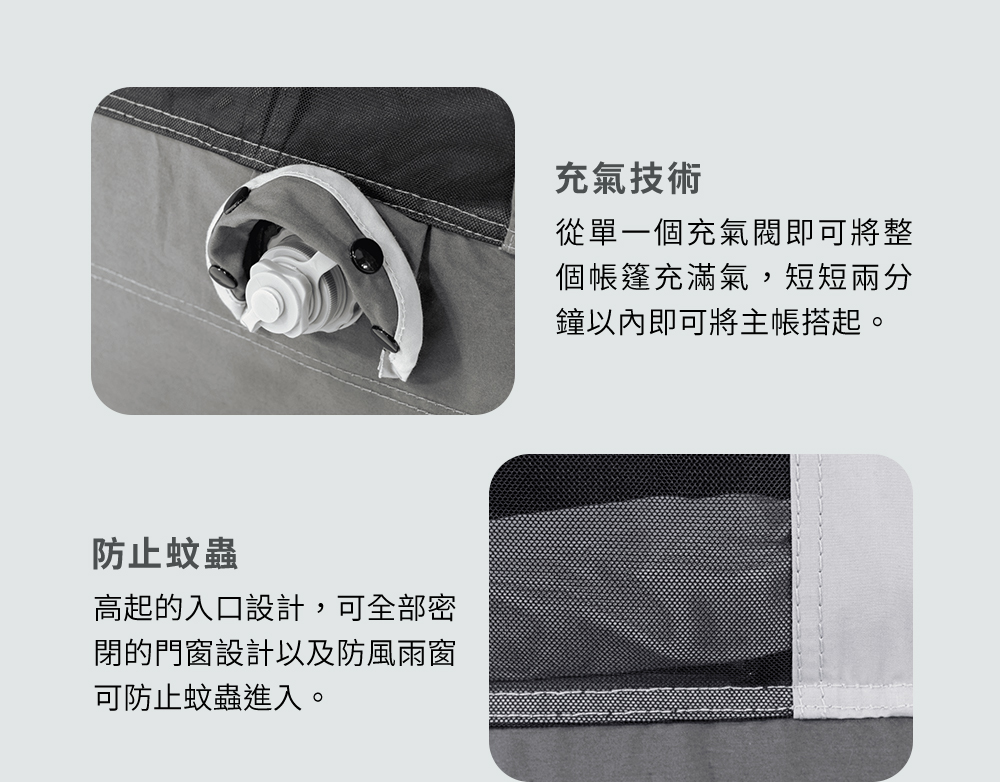 充氣技術
從單一個充氣閥即可將整
個帳篷充滿氣，短短兩分
鐘以內即可將主帳搭起。
防止蚊蟲
高起的入口設計，可全部密
閉的門窗設計以及防風雨窗
可防止蚊蟲進入。